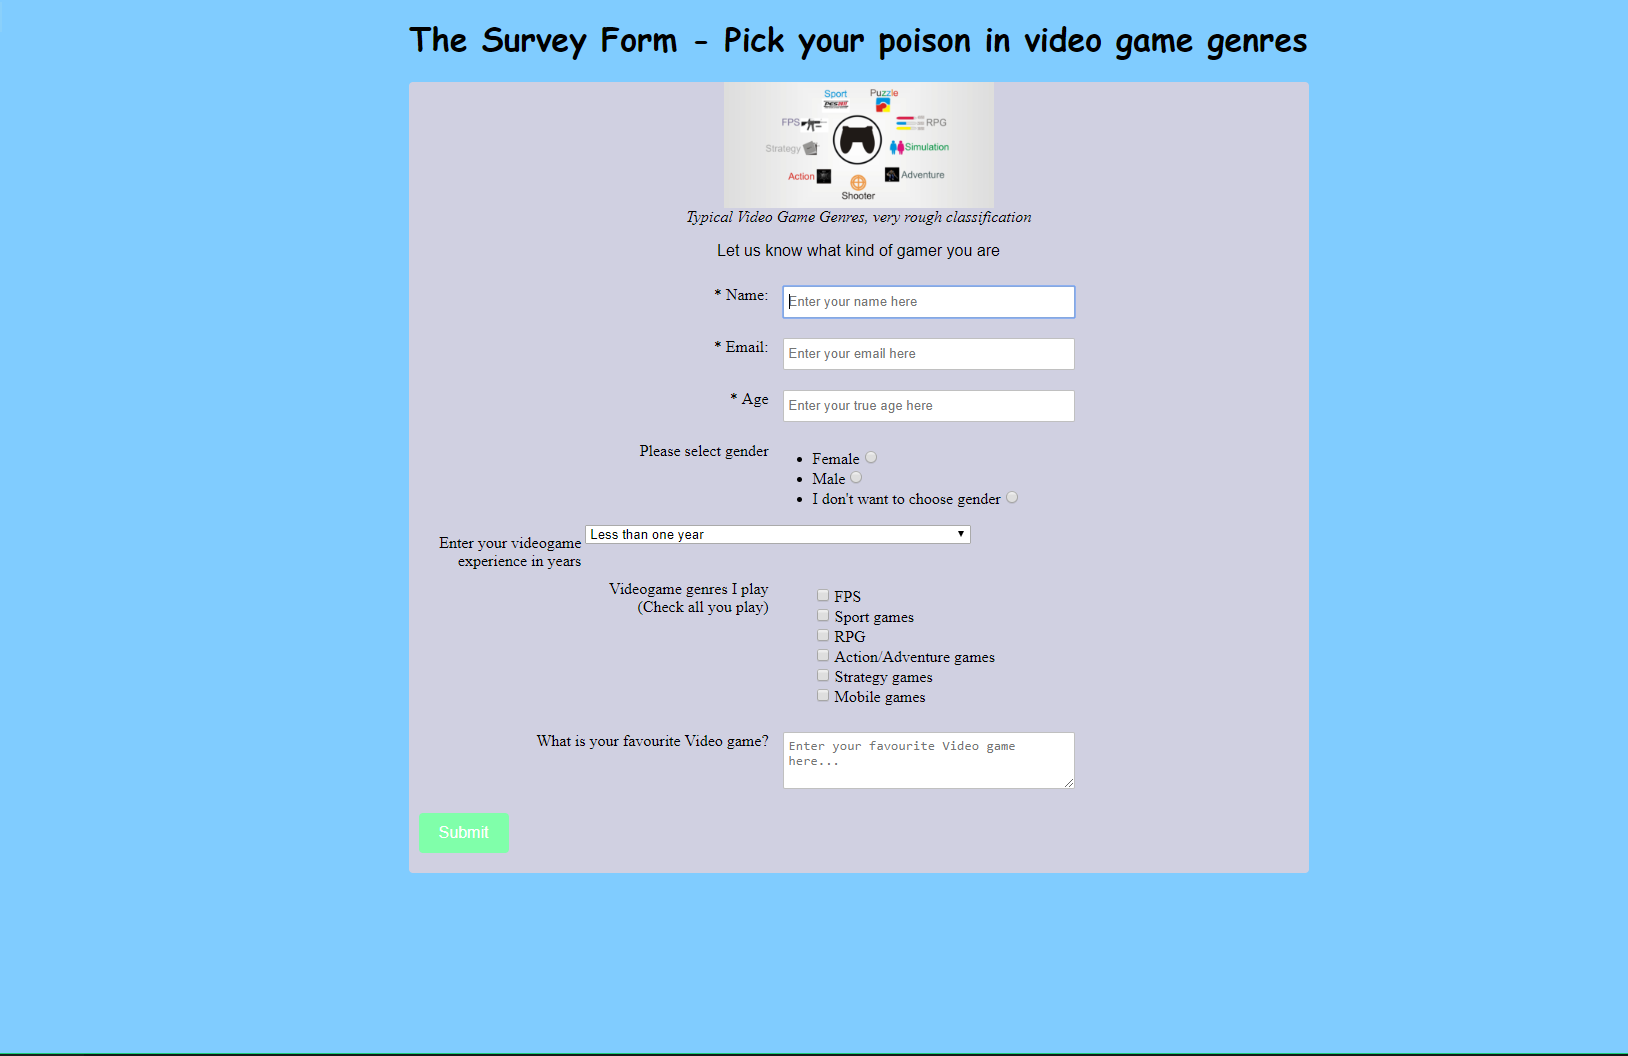 The Survey Form - Pick your poison in video game genres
Sport
Puzzle
FPS
RPG
Strategy
Simulation
Action
Adventure
Shooter
Typical Video Game Genres, very rough classification
Let us know what kind of gamer you are
* Name:
Enter your name here
* Email:
Enter your email here
* Age
Enter your true age here
Please select gender
• Female
• Male
• I don't want to choose gender
Enter your videogame
experience in years
Less than one year
Videogame genres I play
(Check all you play)
FPS
Sport games
RPG
Action/Adventure games
Strategy games
Mobile games
What is your favourite Video game?
Enter your favourite Video game
here...
Submit